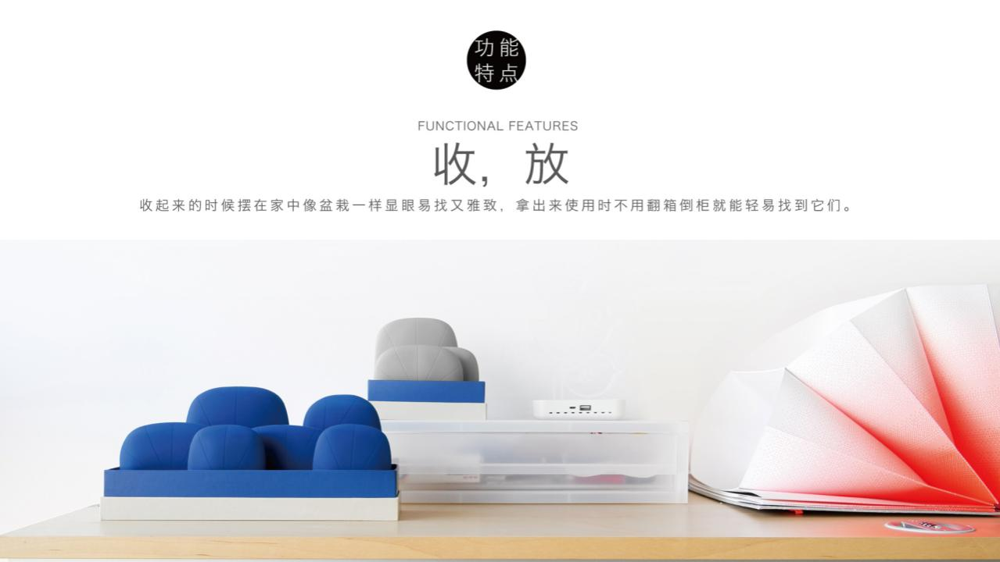 功能
特点
FUNCTIONAL FEATURES
收，放
收起来的时候摆在家中像盆栽一样显眼易找又雅致，拿出来使用时不用翻箱倒柜就能轻易找到它们。